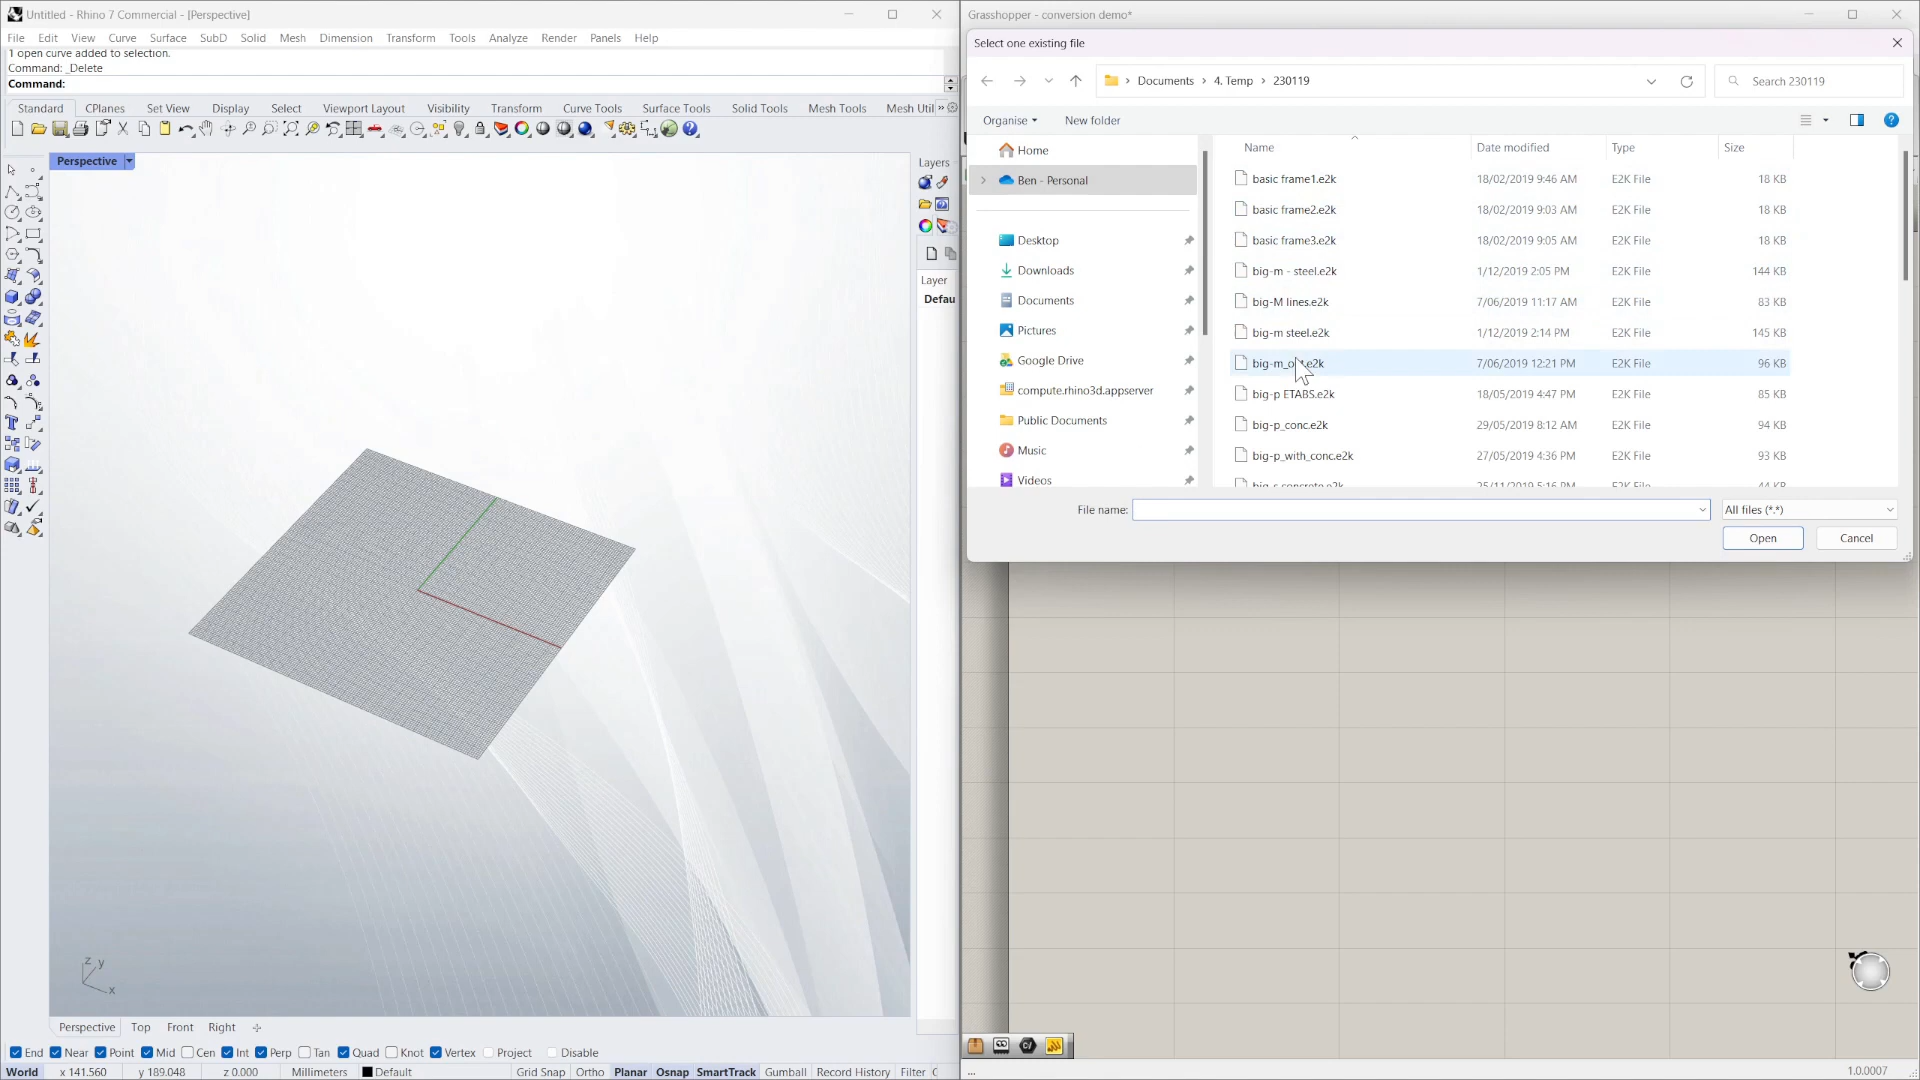 Untitled - Rhino 7 Commercial - [Perspective]
File Edit View Curve Surface SubD Solid Mesh Dimension Transform Tools Analyze Render Panels Help
1 open curve added to selection.
Command: _Delete
Command:
Standard CPlanes Set View Display Select Viewport Layout Visibility Transform Curve Tools Surface Tools Solid Tools Mesh Tools Mesh Util »
Perspective
Layers
Layer
Defau
z y
x
Perspective Top Front Right
End Near Point Mid Cen Int Perp Tan Quad Knot Vertex Project Disable
World x 141.560 y 189.048 z 0.000 Millimeters Default Grid Snap Ortho Planar Osnap SmartTrack Gumball Record History Filter
Grasshopper - conversion demo*
Select one existing file
Documents > 4. Temp > 230119
Search 230119
Organise New folder
Home
Ben - Personal
Desktop
Downloads
Documents
Pictures
Google Drive
compute.rhino3d.appserver
Public Documents
Music
Videos
Name Date modified Type Size
basic frame1.e2k 18/02/2019 9:46 AM E2K File 18 KB
basic frame2.e2k 18/02/2019 9:03 AM E2K File 18 KB
basic frame3.e2k 18/02/2019 9:05 AM E2K File 18 KB
big-m - steel.e2k 1/12/2019 2:05 PM E2K File 144 KB
big-M lines.e2k 7/06/2019 11:17 AM E2K File 83 KB
big-m steel.e2k 1/12/2019 2:14 PM E2K File 145 KB
7/06/2019 12:21 PM E2K File 96 KB
big-p ETABS.e2k 18/05/2019 4:47 PM E2K File 85 KB
big-p_conc.e2k 29/05/2019 8:12 AM E2K File 94 KB
big-p_with_conc.e2k 27/05/2019 4:36 PM E2K File 93 KB
File name:
All files (*.*)
Open Cancel
...
1.0.0007